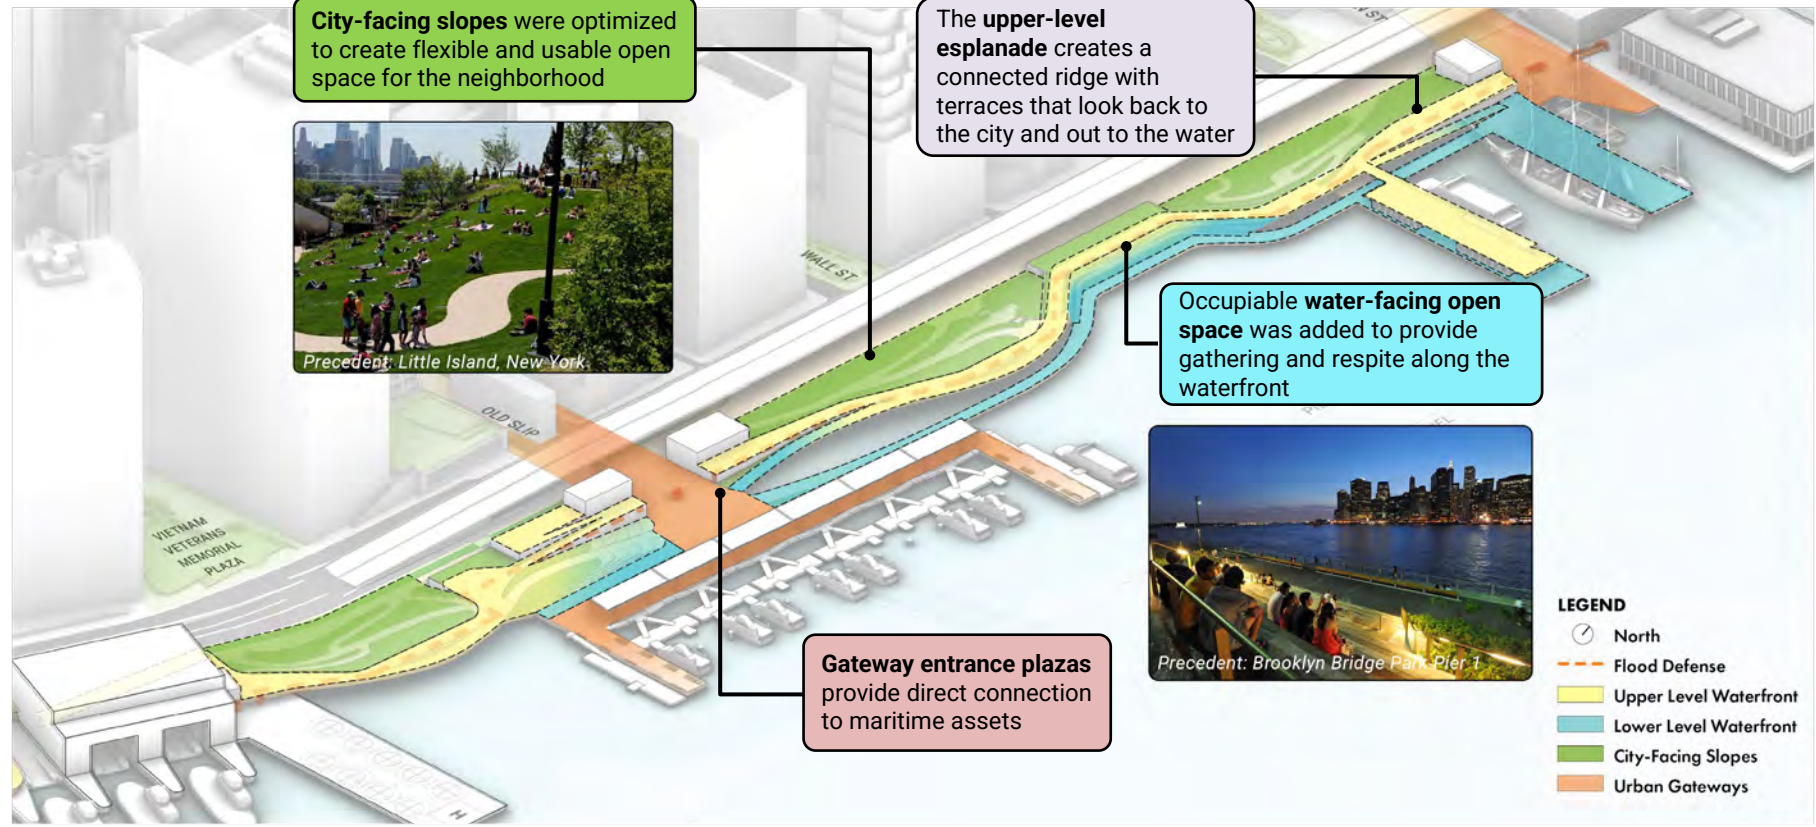 City-facing slopes were optimized
to create flexible and usable open
space for the neighborhood
The upper-level
esplanade creates a
connected ridge with
terraces that look back to
the city and out to the water
ST
WALL ST
Precedent: Little Island, New York
Occupiable water-facing open
space was added to provide
gathering and respite along the
waterfront
OLD SLIP
VIETNAM
VETERANS
MEMORIAL
PLAZA
Precedent: Brooklyn Bridge Park Pier 1
Gateway entrance plazas
provide direct connection
to maritime assets
H
LEGEND
North
Flood Defense
Upper Level Waterfront
Lower Level Waterfront
City-Facing Slopes
Urban Gateways